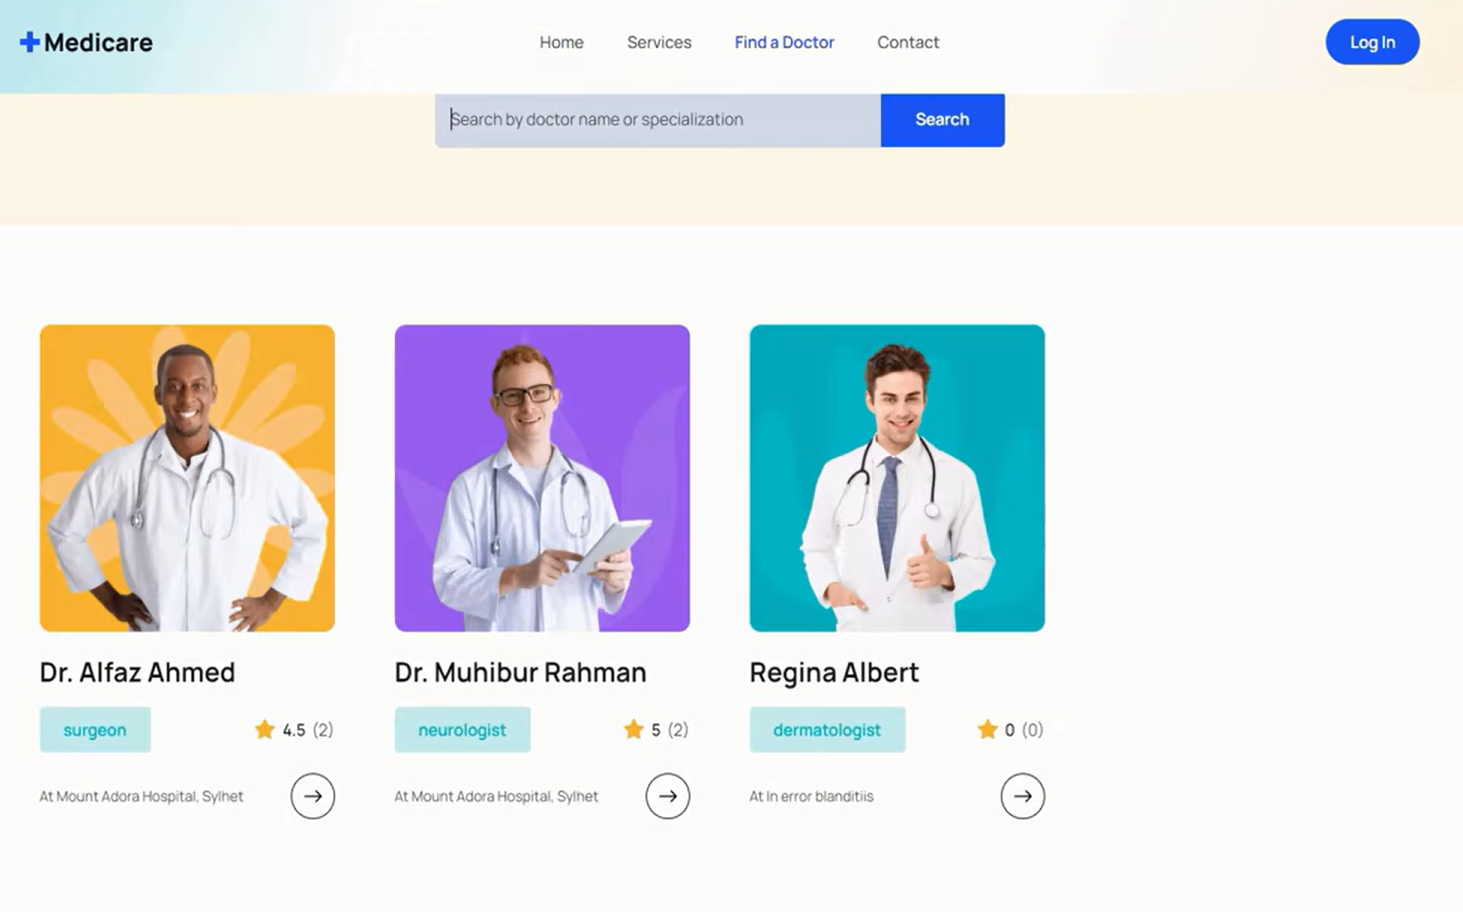 Medicare
Home Services Find a Doctor Contact
Log In
Search by doctor name or specialization
Search
Dr. Alfaz Ahmed
surgeon
4.5 (2)
At Mount Adora Hospital, Sylhet
Dr. Muhibur Rahman
neurologist
5 (2)
At Mount Adora Hospital, Sylhet
Regina Albert
dermatologist
0 (0)
At In error blanditiis